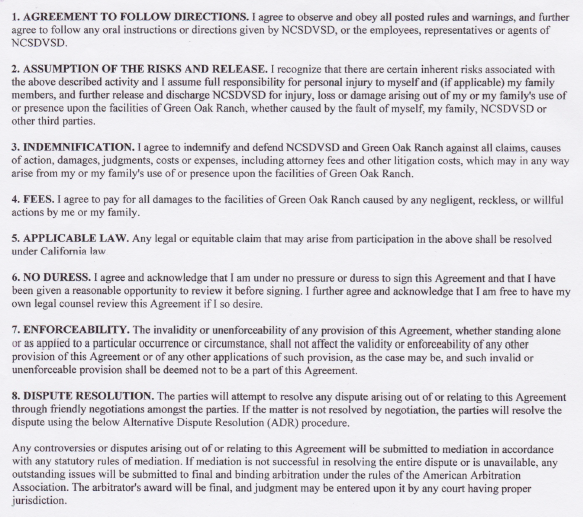 1. AGREEMENT TO FOLLOW DIRECTIONS. I agree to observe and obey all posted rules and warnings, and further
agree to follow any oral instructions or directions given by NCSDVSD, or the employees, representatives or agents of
NCSDVSD.
2. ASSUMPTION OF THE RISKS AND RELEASE. I recognize that there are certain inherent risks associated with
the above described activity and I assume full responsibility for personal injury to myself and (if applicable) my family
members, and further release and discharge NCSDVSD for injury, loss or damage arising out of my or my family's use of
or presence upon the facilities of Green Oak Ranch, whether caused by the fault of myself, my family, NCSDVSD or
other third parties.
3. INDEMNIFICATION. I agree to indemnify and defend NCSDVSD and Green Oak Ranch against all claims, causes
of action, damages, judgments, costs or expenses, including attorney fees and other litigation costs, which may in any way
arise from my or my family's use of or presence upon the facilities of Green Oak Ranch.
4. FEES. I agree to pay for all damages to the facilities of Green Oak Ranch caused by any negligent, reckless, or willful
actions by me or my family.
5. APPLICABLE LAW. Any legal or equitable claim that may arise from participation in the above shall be resolved
under California law
6. NO DURESS. I agree and acknowledge that I am under no pressure or duress to sign this Agreement and that I have
been given a reasonable opportunity to review it before signing. I further agree and acknowledge that I am free to have my
own legal counsel review this Agreement if I so desire.
7. ENFORCEABILITY. The invalidity or unenforceability of any provision of this Agreement, whether standing alone
or as applied to a particular occurrence or circumstance, shall not affect the validity or enforceability of any other
provision of this Agreement or of any other applications of such provision, as the case may be, and such invalid or
unenforceable provision shall be deemed not to be a part of this Agreement.
8. DISPUTE RESOLUTION. The parties will attempt to resolve any dispute arising out of or relating to this Agreement
through friendly negotiations amongst the parties. If the matter is not resolved by negotiation, the parties will resolve the
dispute using the below Alternative Dispute Resolution (ADR) procedure.
Any controversies or disputes arising out of or relating to this Agreement will be submitted to mediation in accordance
with any statutory rules of mediation. If mediation is not successful in resolving the entire dispute or is unavailable, any
outstanding issues will be submitted to final and binding arbitration under the rules of the American Arbitration
Association. The arbitrator's award will be final, and judgment may be entered upon it by any court having proper
jurisdiction.